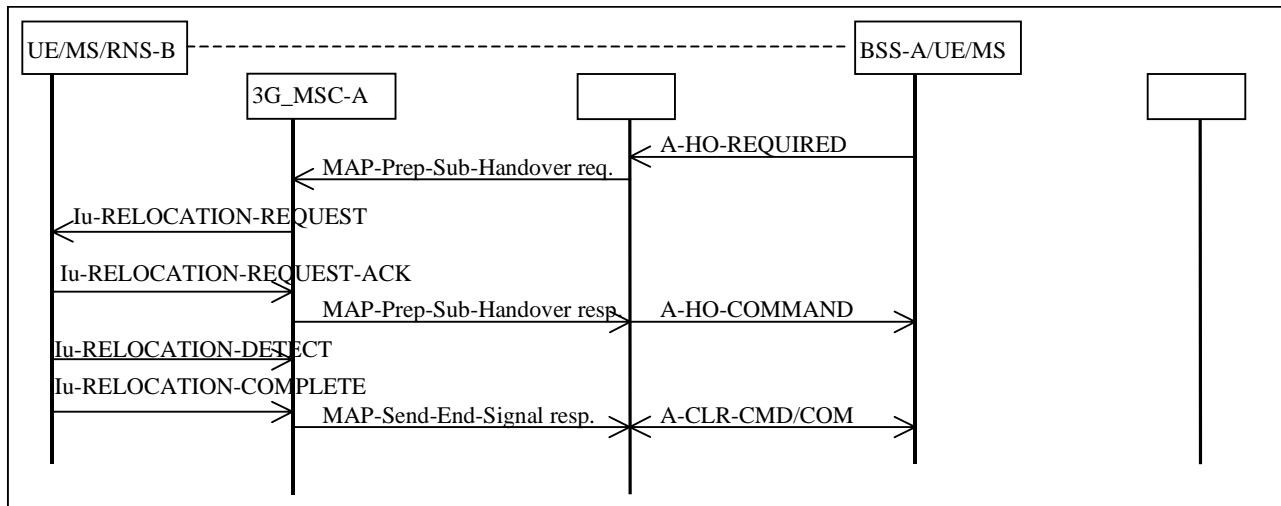 UE/MS/RNS-B
BSS-A/UE/MS
3G_MSC-A
A-HO-REQUIRED
MAP-Prep-Sub-Handover req.
Iu-RELOCATION-REQUEST
Iu-RELOCATION-REQUEST-ACK
MAP-Prep-Sub-Handover resp.
A-HO-COMMAND
Iu-RELOCATION-DETECT
Iu-RELOCATION-COMPLETE
MAP-Send-End-Signal resp.
A-CLR-CMD/COM